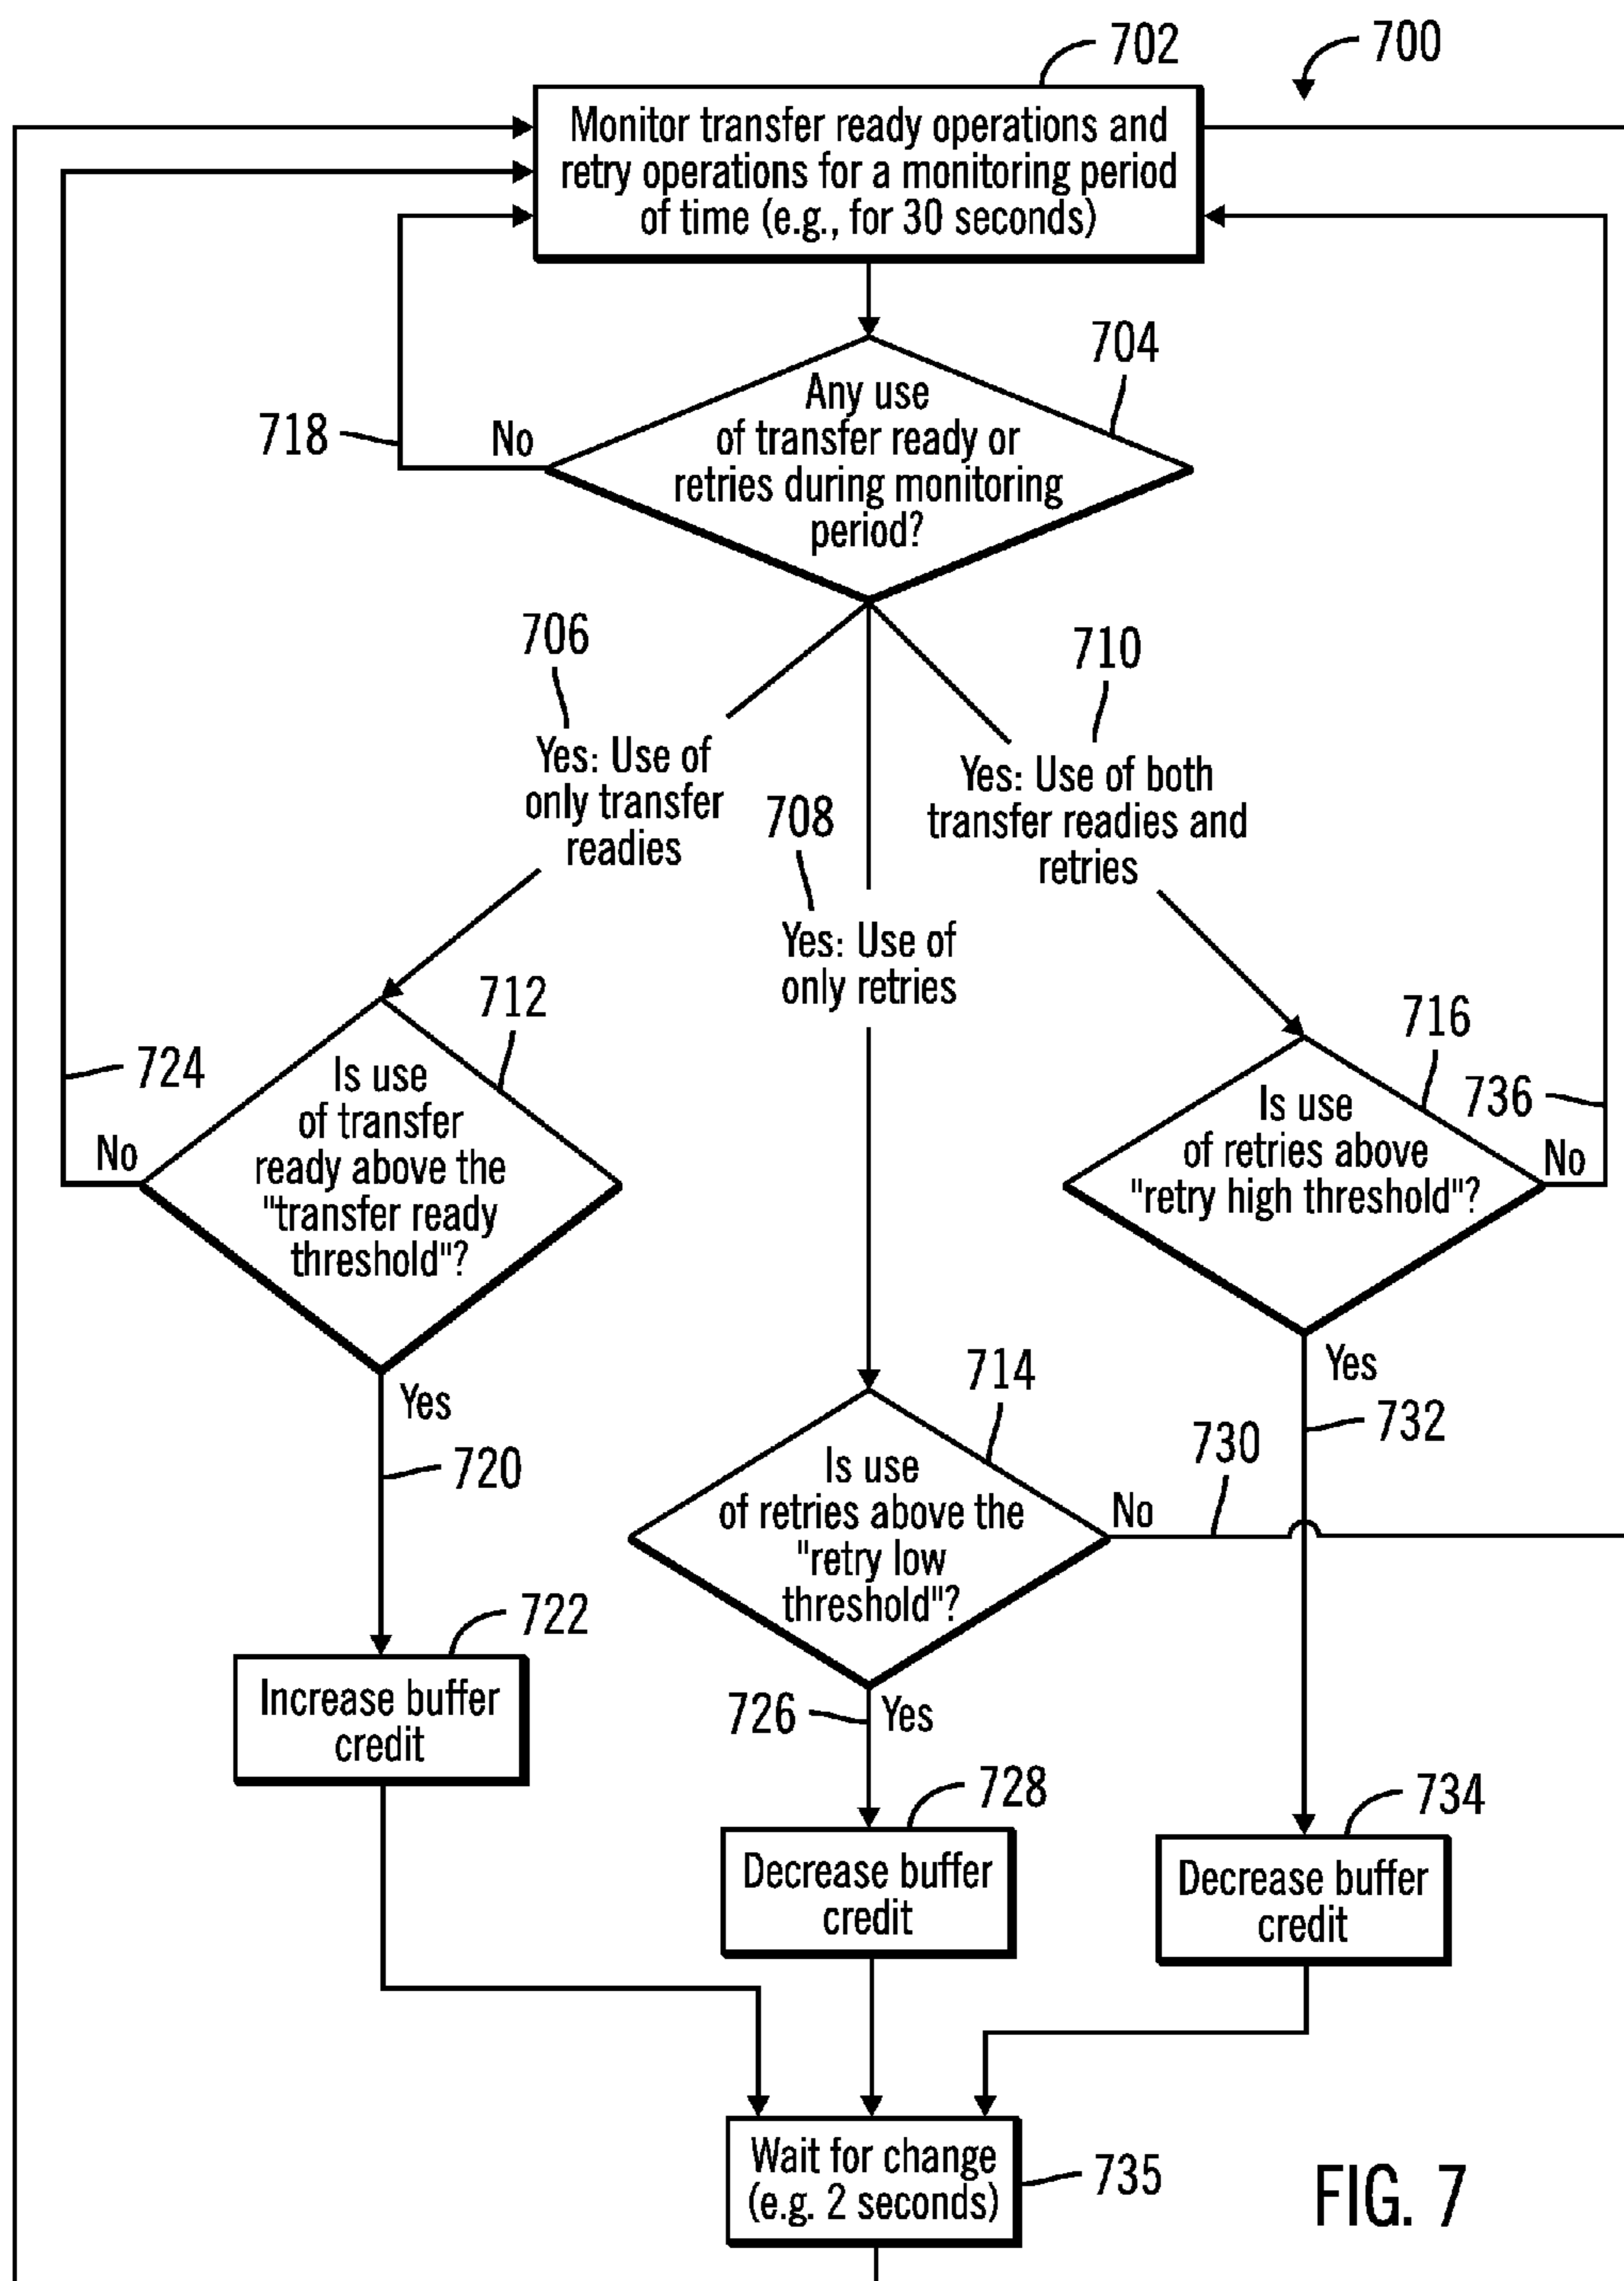 702
700
Monitor transfer ready operations and
retry operations for a monitoring period
of time (e.g., for 30 seconds)
704
Any use
of transfer ready or
retries during monitoring
period?
718
No
706
710
Yes: Use of
only transfer
readies
708
Yes: Use of both
transfer readies and
retries
Yes: Use of
only retries
712
716
724
736
Is use
of transfer
ready above the
"transfer ready
threshold"?
No
Is use
of retries above
"retry high threshold"?
No
Yes
720
Yes
732
714
730
Is use
of retries above the
"retry low
threshold"?
No
722
Increase buffer
credit
726
Yes
728
Decrease buffer
credit
734
Decrease buffer
credit
Wait for change
(e.g. 2 seconds)
735
FIG. 7